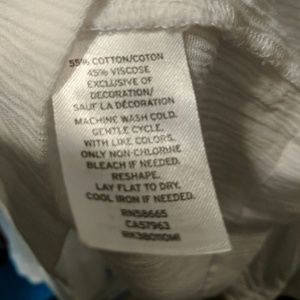 55% COTTON/COTON
45% VISCOSE
EXCLUSIVE OF
DECORATION/
SAUF LA DÉCORATION
MACHINE WASH COLD.
GENTLE CYCLE.
WITH LIKE COLORS.
ONLY NON-CHLORINE
BLEACH IF NEEDED.
RESHAPE.
LAY FLAT TO DRY.
COOL IRON IF NEEDED.
RN58665
CA57963
RK38011OMI